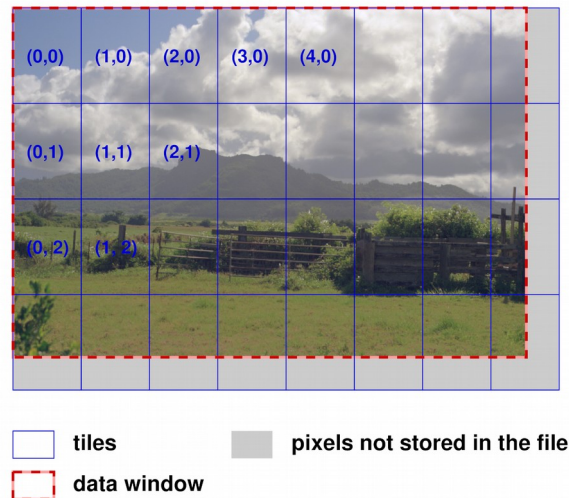 (0,0) (1,0) (2,0) (3,0) (4,0)
(0,1) (1,1) (2,1)
(0, 2) (1, 2)
tiles pixels not stored in the file
data window